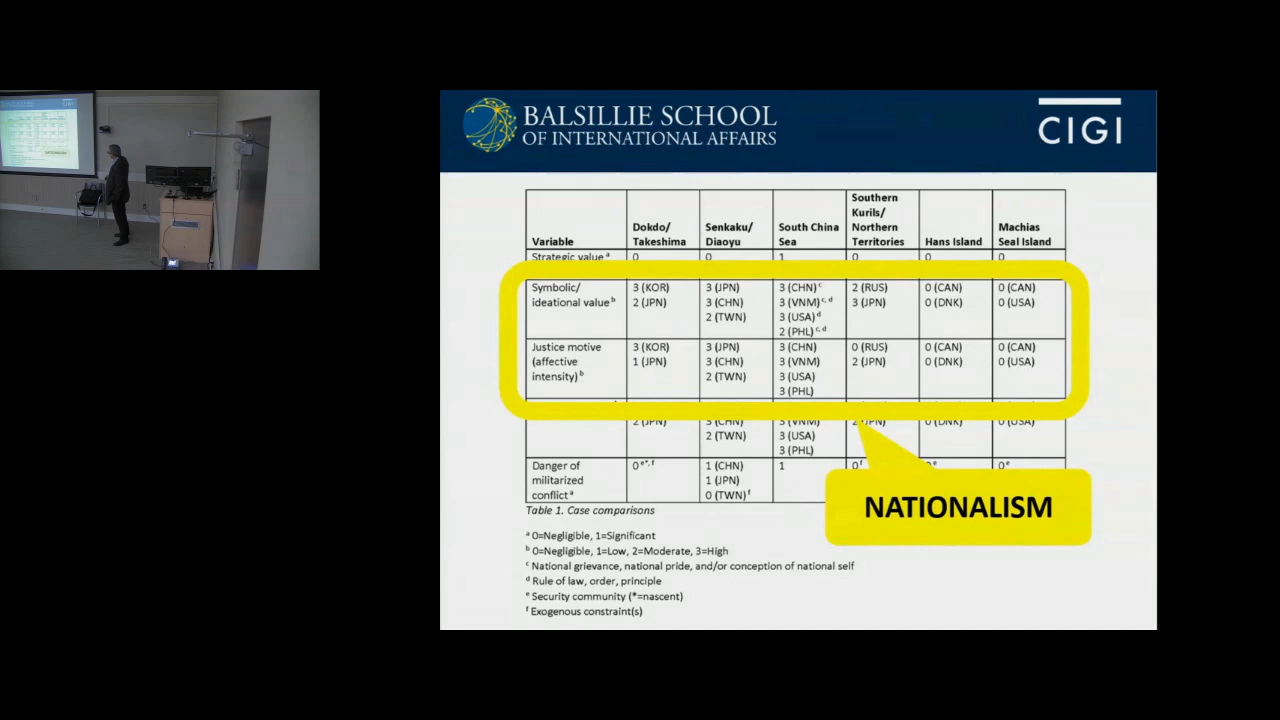 BALSILLIE SCHOOL
OF INTERNATIONAL AFFAIRS
CIGI
Variable Dokdo/ Takeshima Senkaku/ Diaoyu South China Sea Southern Kurils/ Northern Territories Hans Island Machias Seal Island
Strategic value a 0 0 1 0 0 0
Symbolic/ 3 (KOR) 3 (JPN) 3 (CHN) c 2 (RUS) 0 (CAN) 0 (CAN)
ideational value b 2 (JPN) 3 (CHN) 3 (VNM) c, d 3 (JPN) 0 (DNK) 0 (USA)
2 (TWN) 3 (USA) d
2 (PHL) c, d
Justice motive 3 (KOR) 3 (JPN) 3 (CHN) 0 (RUS) 0 (CAN) 0 (CAN)
(affective 1 (JPN) 3 (CHN) 3 (VNM) 2 (JPN) 0 (DNK) 0 (USA)
intensity) b 2 (TWN) 3 (USA)
3 (PHL)
2 (JPN) 3 (CHN) 3 (VNM) 2 (JPN) 0 (DNK) 0 (USA)
2 (TWN) 3 (USA)
3 (PHL)
Danger of 0 e*, f 1 (CHN) 1 0 f e 0 e
militarized 1 (JPN)
conflict a 0 (TWN) f
NATIONALISM
Table 1. Case comparisons
a 0=Negligible, 1=Significant
b 0=Negligible, 1=Low, 2=Moderate, 3=High
c National grievance, national pride, and/or conception of national self
d Rule of law, order, principle
e Security community (*=nascent)
f Exogenous constraint(s)